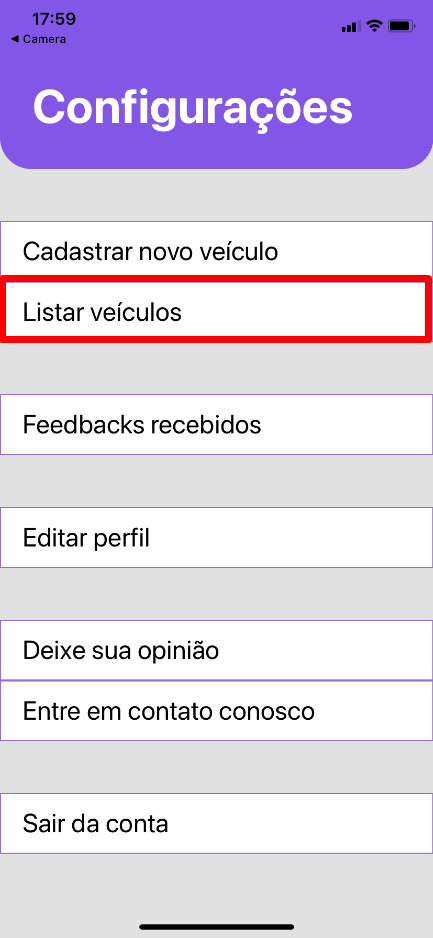 17:59
◀ Camera
Configurações
Cadastrar novo veículo
Listar veículos
Feedbacks recebidos
Editar perfil
Deixe sua opinião
Entre em contato conosco
Sair da conta